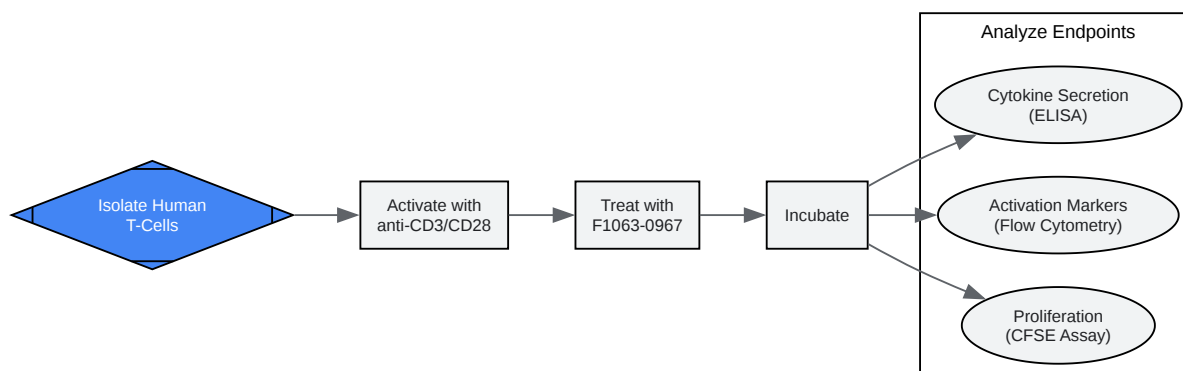 Isolate Human
T-Cells
Activate with
anti-CD3/CD28
Treat with
F1063-0967
Incubate
Analyze Endpoints
Cytokine Secretion
(ELISA)
Activation Markers
(Flow Cytometry)
Proliferation
(CFSE Assay)